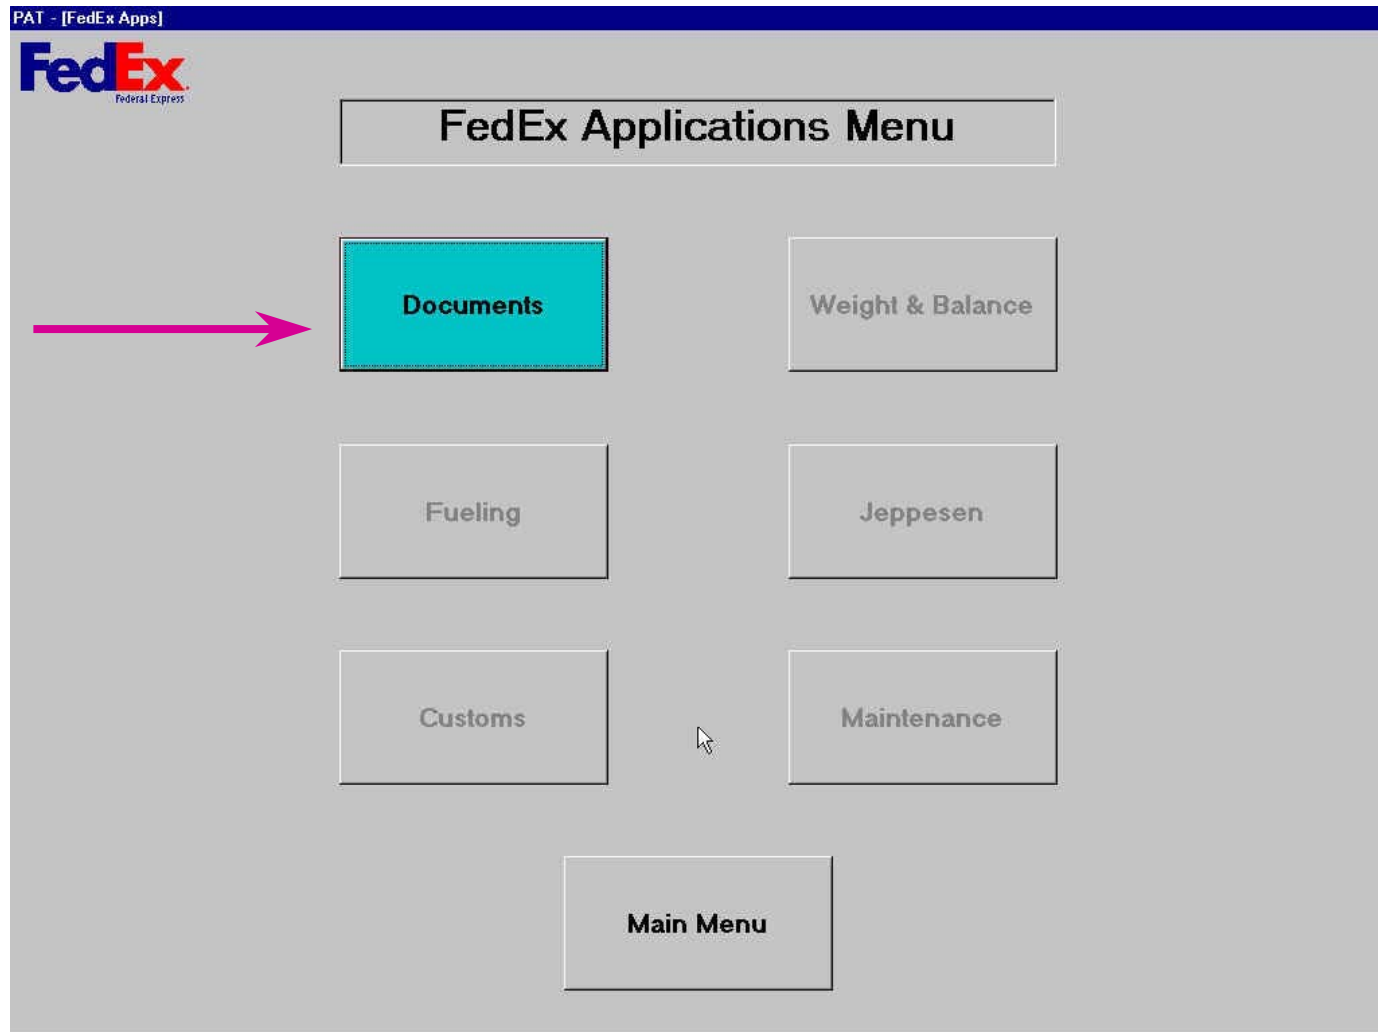 PAT - [FedEx Apps]
FedEx.
Federal Express
FedEx Applications Menu
Documents
Weight & Balance
Fueling
Jeppesen
Customs
Maintenance
Main Menu